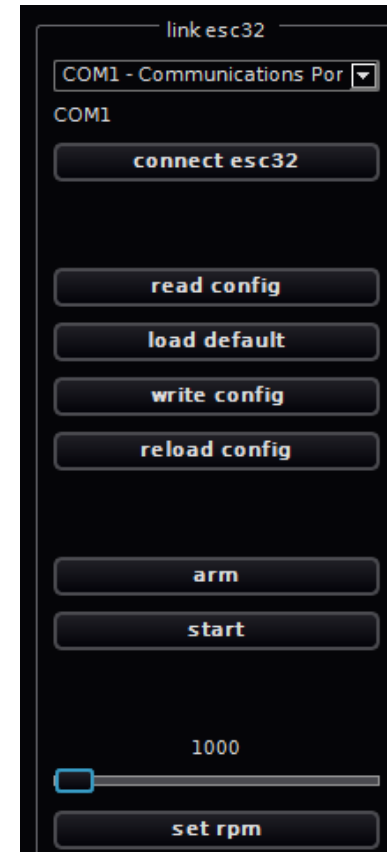 link esc32
COM1 - Communications Por
COM1
connect esc32
read config
load default
write config
reload config
arm
start
1000
set rpm